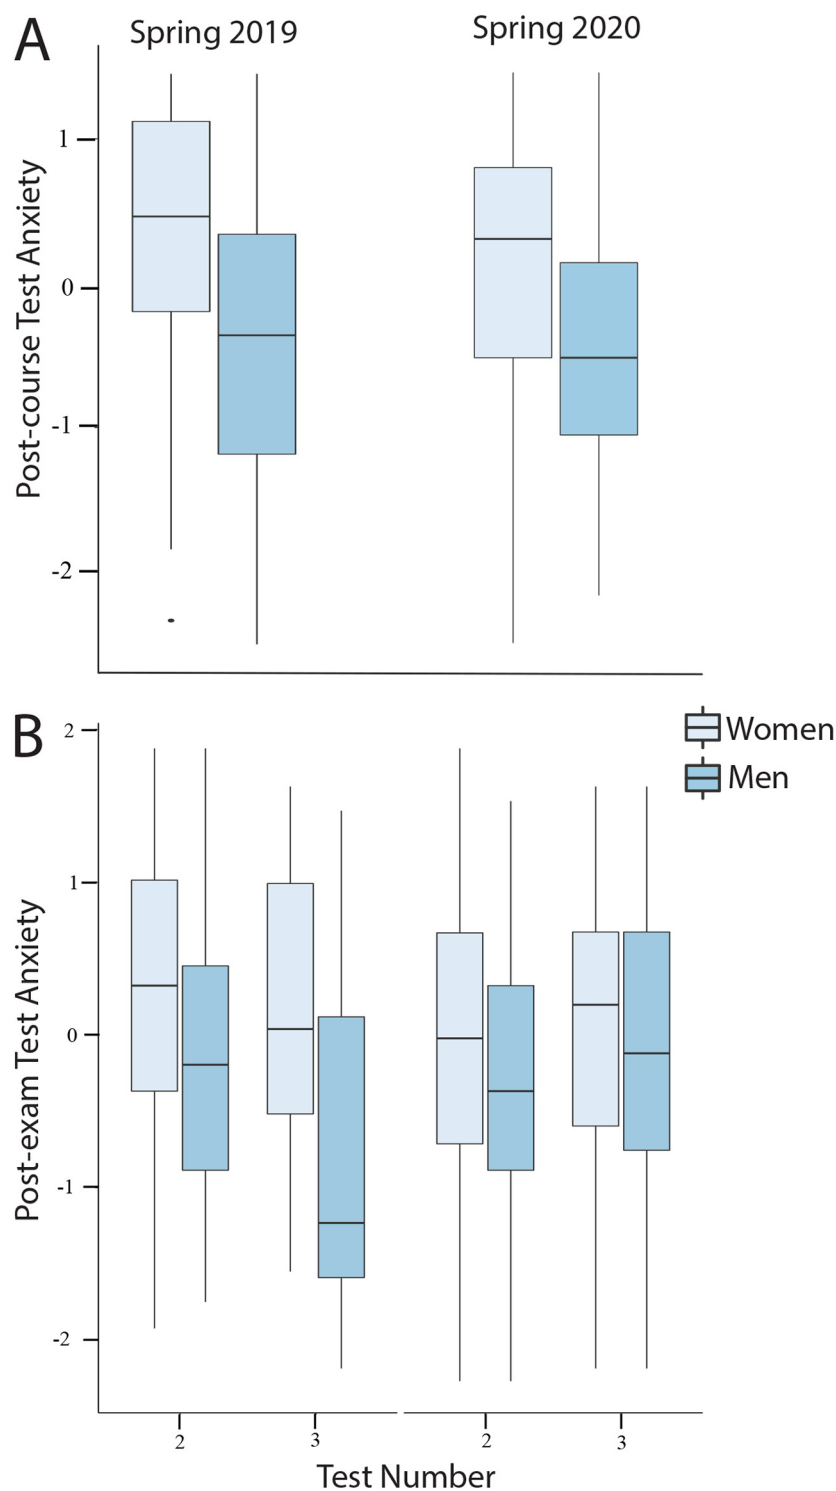 A
Spring 2019
Spring 2020
Post-course Test Anxiety
1
0
-1
-2
B
Women
Men
Post-exam Test Anxiety
2
1
0
-1
-2
2
3
2
3
Test Number